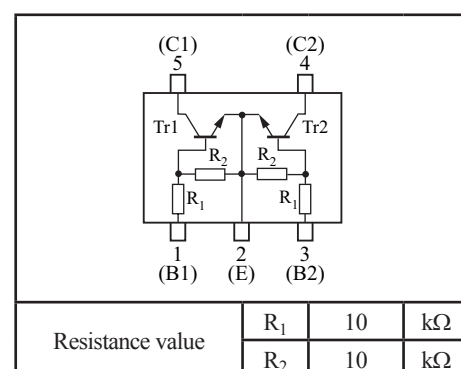 (C1) (C2)
5 4
Tr1 Tr2
R2 R2
R1 R1
1 2 3
(B1) (E) (B2)
Resistance value R1 10 kΩ
R2 10 kΩ